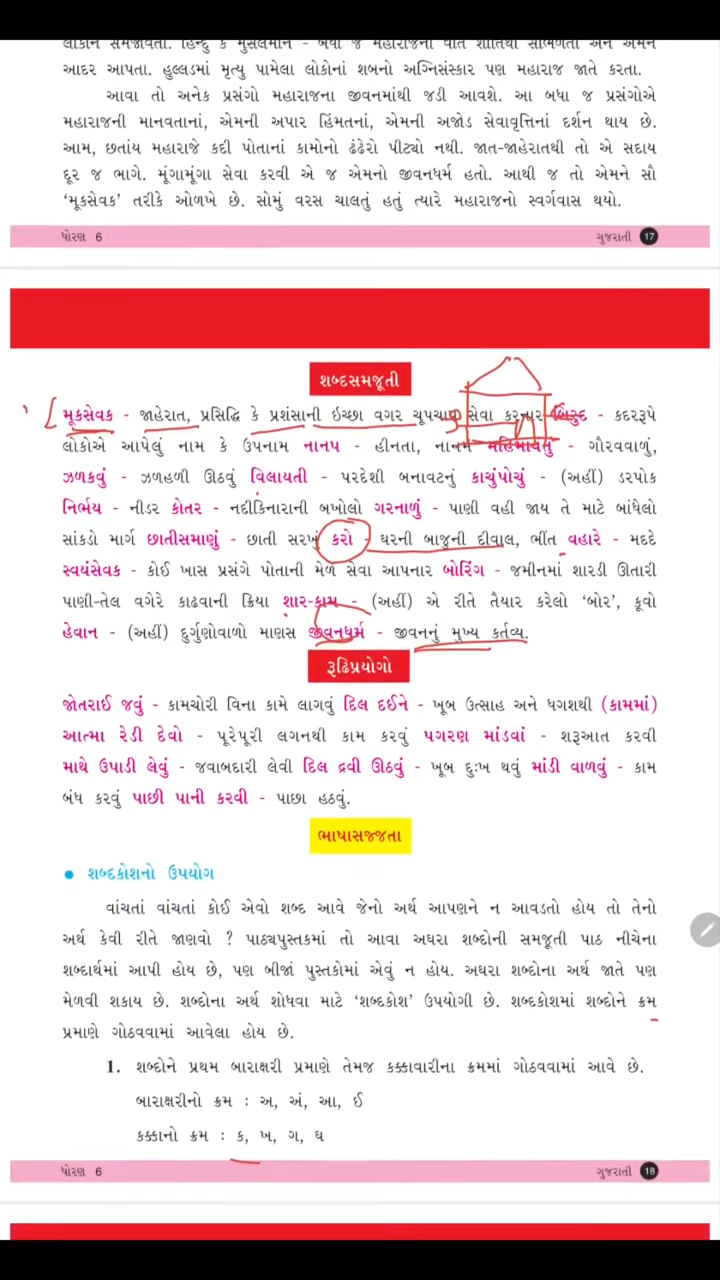 લોકોને સમજાવતા. હિન્દુ કે મુસલમાન - બધા જ મહારાજની વાત શાંતિથી સાંભળતા અને એમને
આદર આપતા. હુલ્લડમાં મૃત્યુ પામેલા લોકોનાં શબનો અગ્નિસંસ્કાર પણ મહારાજ જાતે કરતા.
આવા તો અનેક પ્રસંગો મહારાજના જીવનમાંથી જડી આવશે. આ બધા જ પ્રસંગોએ
મહારાજની માનવતાનાં, એમની અપાર હિંમતનાં, એમની અજોડ સેવાવૃત્તિનાં દર્શન થાય છે.
આમ, છતાંય મહારાજે કદી પોતાનાં કામોનો ઢંઢેરો પીટ્યો નથી. જાત-જાહેરાતથી તો એ સદાય
દૂર જ ભાગે. મૂંગામૂંગા સેવા કરવી એ જ એમનો જીવનધર્મ હતો. આથી જ તો એમને સૌ
‘મૂકસેવક’ તરીકે ઓળખે છે. સોમું વરસ ચાલતું હતું ત્યારે મહારાજનો સ્વર્ગવાસ થયો.
ધોરણ 6 ગુજરાતી 17
શબ્દસમજૂતી
મૂકસેવક - જાહેરાત, પ્રસિદ્ધિ કે પ્રશંસાની ઇચ્છા વગર ચૂપચાપ સેવા કરનાર બિરુદ - કદરરૂપે
લોકોએ આપેલું નામ કે ઉપનામ નાનપ - હીનતા, નાનમ મહિમાવંતું - ગૌરવવાળું,
ઝળકવું - ઝળહળી ઊઠવું વિલાયતી - પરદેશી બનાવટનું કાચુંપોચું - (અહીં) ડરપોક
નિર્ભય - નીડર કોતર - નદીકિનારાની બખોલો ગરનાળું - પાણી વહી જાય તે માટે બાંધેલો
સાંકડો માર્ગ છાતીસમાણું - છાતી સરખું કરો - ઘરની બાજુની દીવાલ, ભીંત વહારે - મદદે
સ્વયંસેવક - કોઈ ખાસ પ્રસંગે પોતાની મેળે સેવા આપનાર બોરિંગ - જમીનમાં શારડી ઊતારી
પાણી-તેલ વગેરે કાઢવાની ક્રિયા શાર-કામ - (અહીં) એ રીતે તૈયાર કરેલો ‘બોર’, કૂવો
હેવાન - (અહીં) દુર્ગુણોવાળો માણસ જીવનધર્મ - જીવનનું મુખ્ય કર્તવ્ય.
રૂઢિપ્રયોગો
જોતરાઈ જવું - કામચોરી વિના કામે લાગવું દિલ દઈને - ખૂબ ઉત્સાહ અને ધગશથી (કામમાં)
આત્મા રેડી દેવો - પૂરેપૂરી લગનથી કામ કરવું પગરણ માંડવાં - શરૂઆત કરવી
માથે ઉપાડી લેવું - જવાબદારી લેવી દિલ દ્રવી ઊઠવું - ખૂબ દુઃખ થવું માંડી વાળવું - કામ
બંધ કરવું પાછી પાની કરવી - પાછા હઠવું.
ભાષાસજ્જતા
• શબ્દકોશનો ઉપયોગ
વાંચતાં વાંચતાં કોઈ એવો શબ્દ આવે જેનો અર્થ આપણને ન આવડતો હોય તો તેનો
અર્થ કેવી રીતે જાણવો ? પાઠ્યપુસ્તકમાં તો આવા અઘરા શબ્દોની સમજૂતી પાઠ નીચેના
શબ્દાર્થમાં આપી હોય છે, પણ બીજાં પુસ્તકોમાં એવું ન હોય. અઘરા શબ્દોના અર્થ જાતે પણ
મેળવી શકાય છે. શબ્દોના અર્થ શોધવા માટે ‘શબ્દકોશ’ ઉપયોગી છે. શબ્દકોશમાં શબ્દોને ક્રમ
પ્રમાણે ગોઠવવામાં આવેલા હોય છે.
1. શબ્દોને પ્રથમ બારાક્ષરી પ્રમાણે તેમજ કક્કાવારીના ક્રમમાં ગોઠવવામાં આવે છે.
બારાક્ષરીનો ક્રમ : અ, અં, આ, ઈ
કક્કાનો ક્રમ : ક, ખ, ગ, ઘ
ધોરણ 6 ગુજરાતી 18